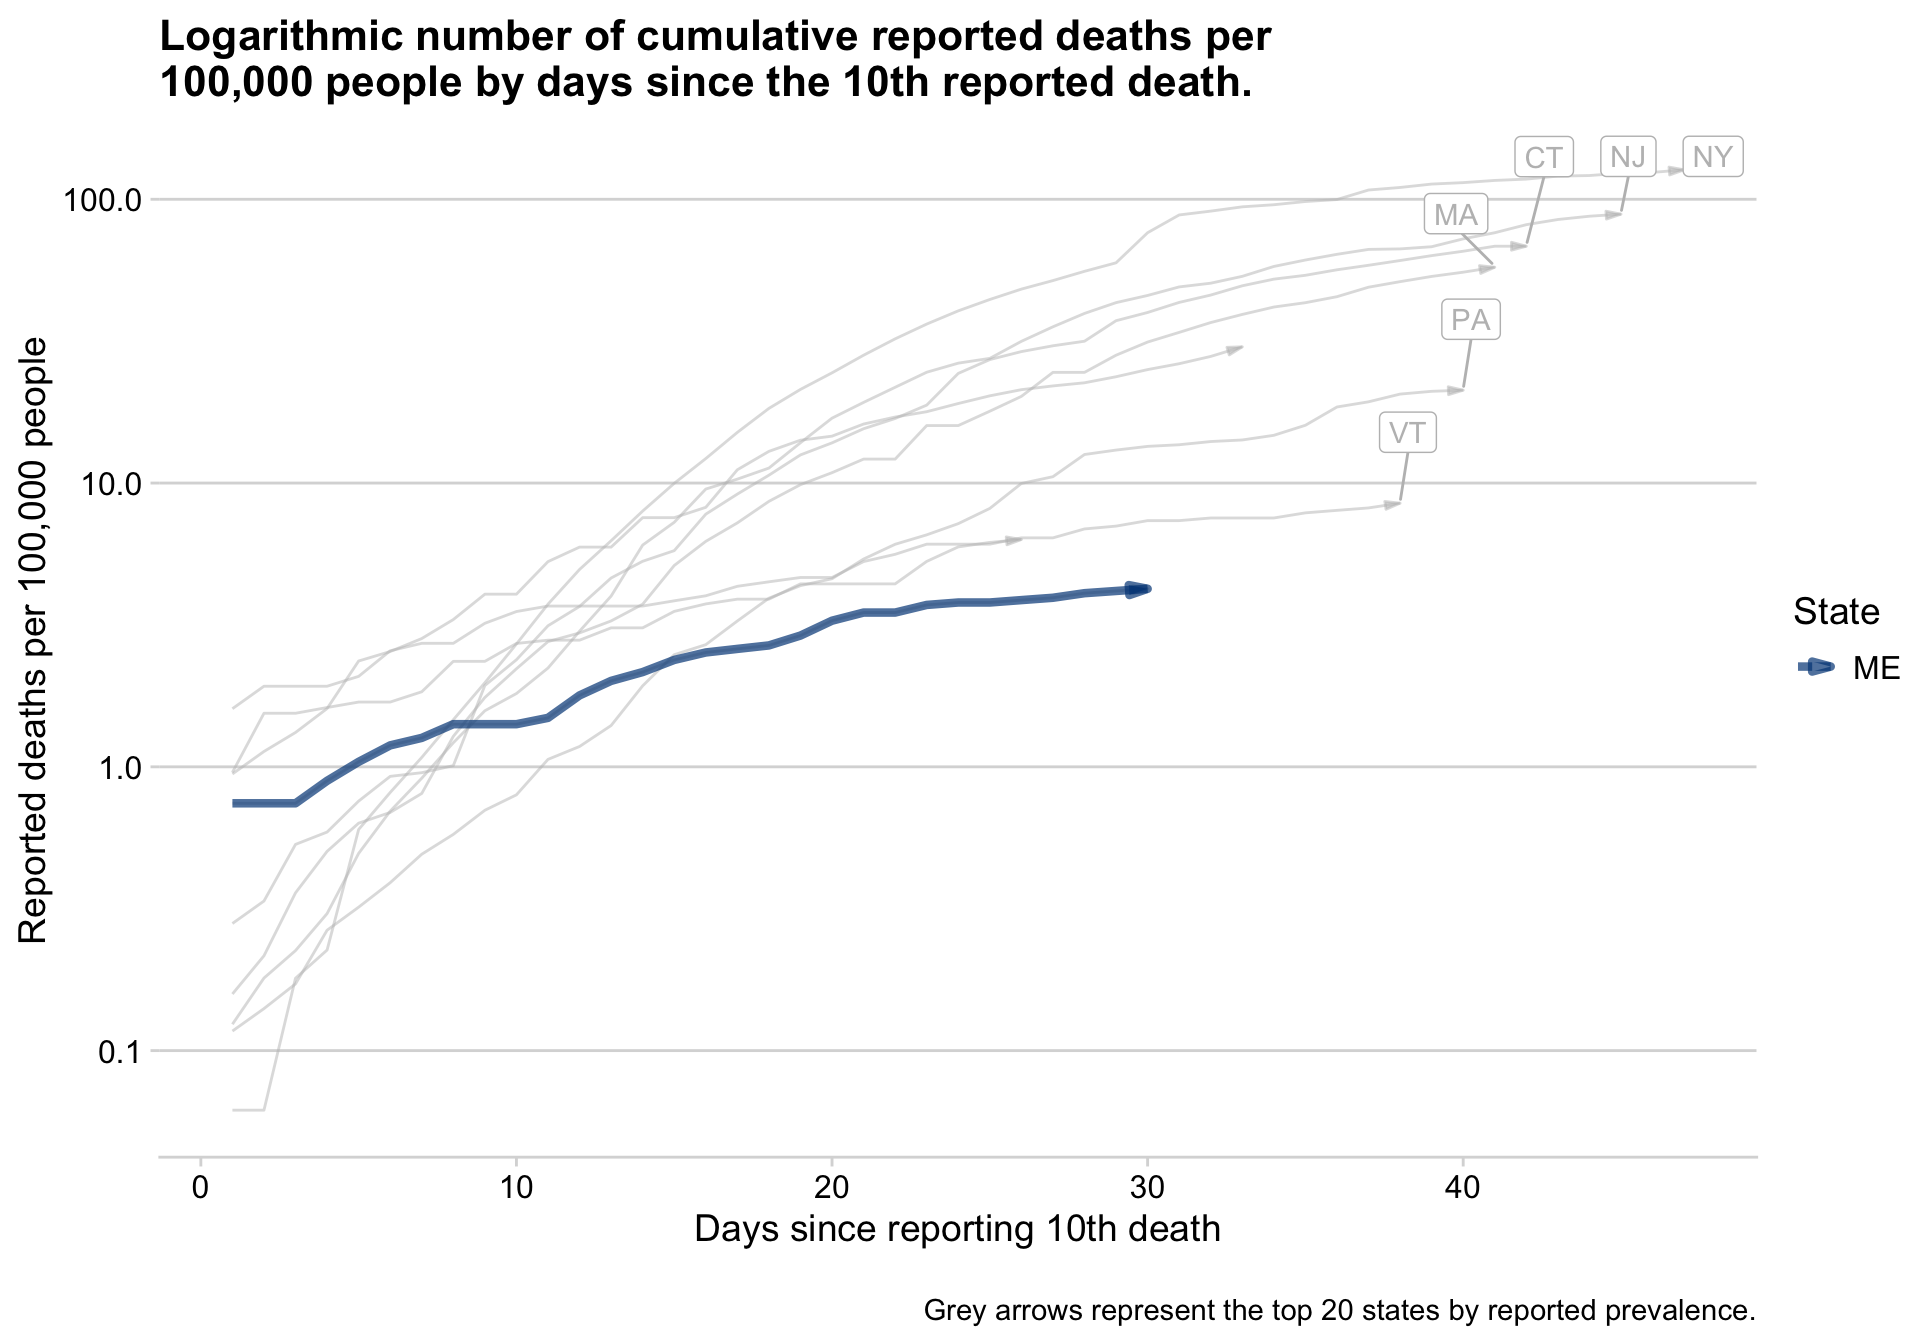 Logarithmic number of cumulative reported deaths per
100,000 people by days since the 10th reported death.
Reported deaths per 100,000 people
100.0
10.0
1.0
0.1
CT
NJ
NY
MA
PA
VT
State
ME
0
10
20
30
40
Days since reporting 10th death
Grey arrows represent the top 20 states by reported prevalence.